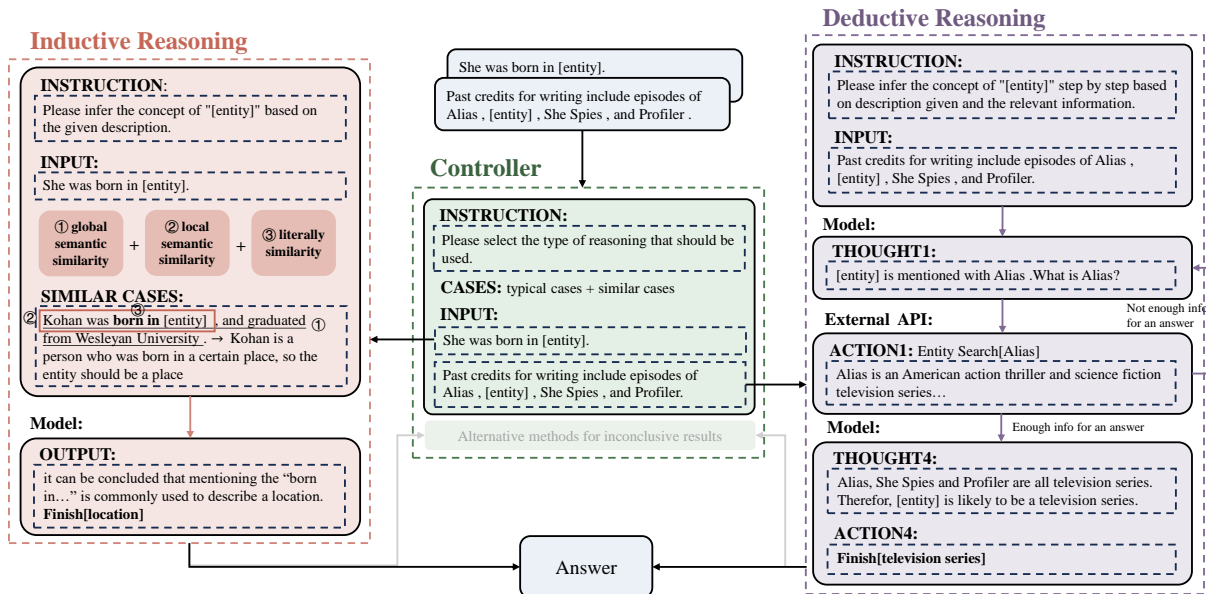 Inductive Reasoning
INSTRUCTION:
Please infer the concept of "[entity]" based on
the given description.
INPUT:
She was born in [entity].
① global
semantic
similarity
+
② local
semantic
similarity
+
③ literally
similarity
SIMILAR CASES:
③
②
Kohan was born in [entity] , and graduated
①
from Wesleyan University . → Kohan is a
person who was born in a certain place, so the
entity should be a place
Model:
OUTPUT:
it can be concluded that mentioning the “born
in…” is commonly used to describe a location.
Finish[location]
She was born in [entity].
Past credits for writing include episodes of
Alias , [entity] , She Spies , and Profiler .
Controller
INSTRUCTION:
Please select the type of reasoning that should be
used.
CASES: typical cases + similar cases
INPUT:
She was born in [entity].
Past credits for writing include episodes of
Alias , [entity] , She Spies , and Profiler.
Alternative methods for inconclusive results
Answer
Deductive Reasoning
INSTRUCTION:
Please infer the concept of "[entity]" step by step based
on description given and the relevant information.
INPUT:
Past credits for writing include episodes of Alias ,
[entity] , She Spies , and Profiler.
Model:
THOUGHT1:
[entity] is mentioned with Alias .What is Alias?
Not enough info
for an answer
External API:
ACTION1: Entity Search[Alias]
Alias is an American action thriller and science fiction
television series…
Enough info for an answer
Model:
THOUGHT4:
Alias, She Spies and Profiler are all television series.
Therefor, [entity] is likely to be a television series.
ACTION4:
Finish[television series]